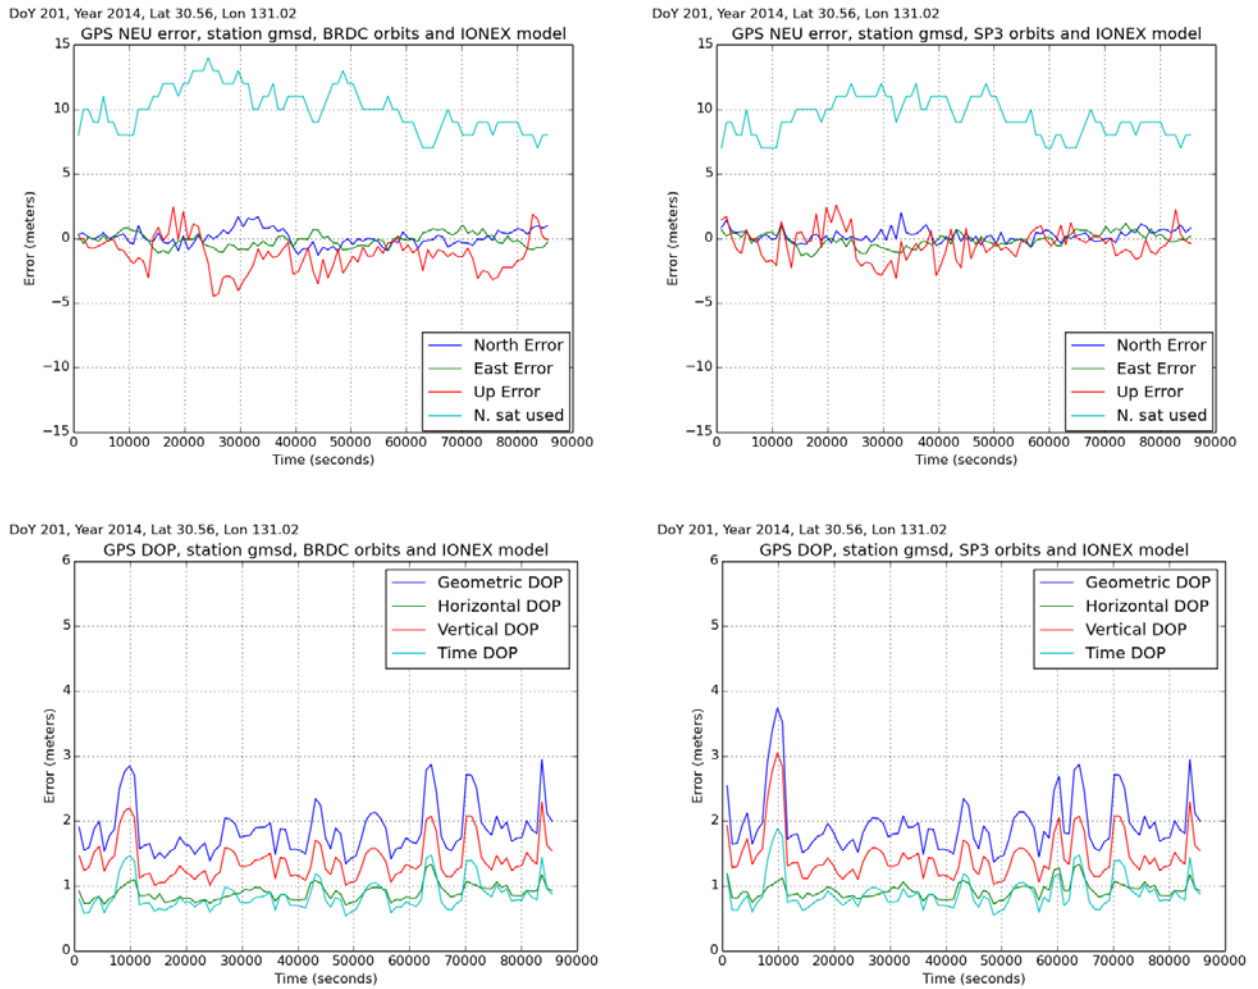 DoY 201, Year 2014, Lat 30.56, Lon 131.02
GPS NEU error, station gmsd, BRDC orbits and IONEX model
15
10
5
0
−5
−10
−15
Error (meters)
North Error
East Error
Up Error
N. sat used
0 10000 20000 30000 40000 50000 60000 70000 80000 90000
Time (seconds)
DoY 201, Year 2014, Lat 30.56, Lon 131.02
GPS NEU error, station gmsd, SP3 orbits and IONEX model
15
10
5
0
−5
−10
−15
Error (meters)
North Error
East Error
Up Error
N. sat used
0 10000 20000 30000 40000 50000 60000 70000 80000 90000
Time (seconds)
DoY 201, Year 2014, Lat 30.56, Lon 131.02
GPS DOP, station gmsd, BRDC orbits and IONEX model
6
5
4
3
2
1
0
Error (meters)
Geometric DOP
Horizontal DOP
Vertical DOP
Time DOP
0 10000 20000 30000 40000 50000 60000 70000 80000 90000
Time (seconds)
DoY 201, Year 2014, Lat 30.56, Lon 131.02
GPS DOP, station gmsd, SP3 orbits and IONEX model
6
5
4
3
2
1
0
Error (meters)
Geometric DOP
Horizontal DOP
Vertical DOP
Time DOP
0 10000 20000 30000 40000 50000 60000 70000 80000 90000
Time (seconds)